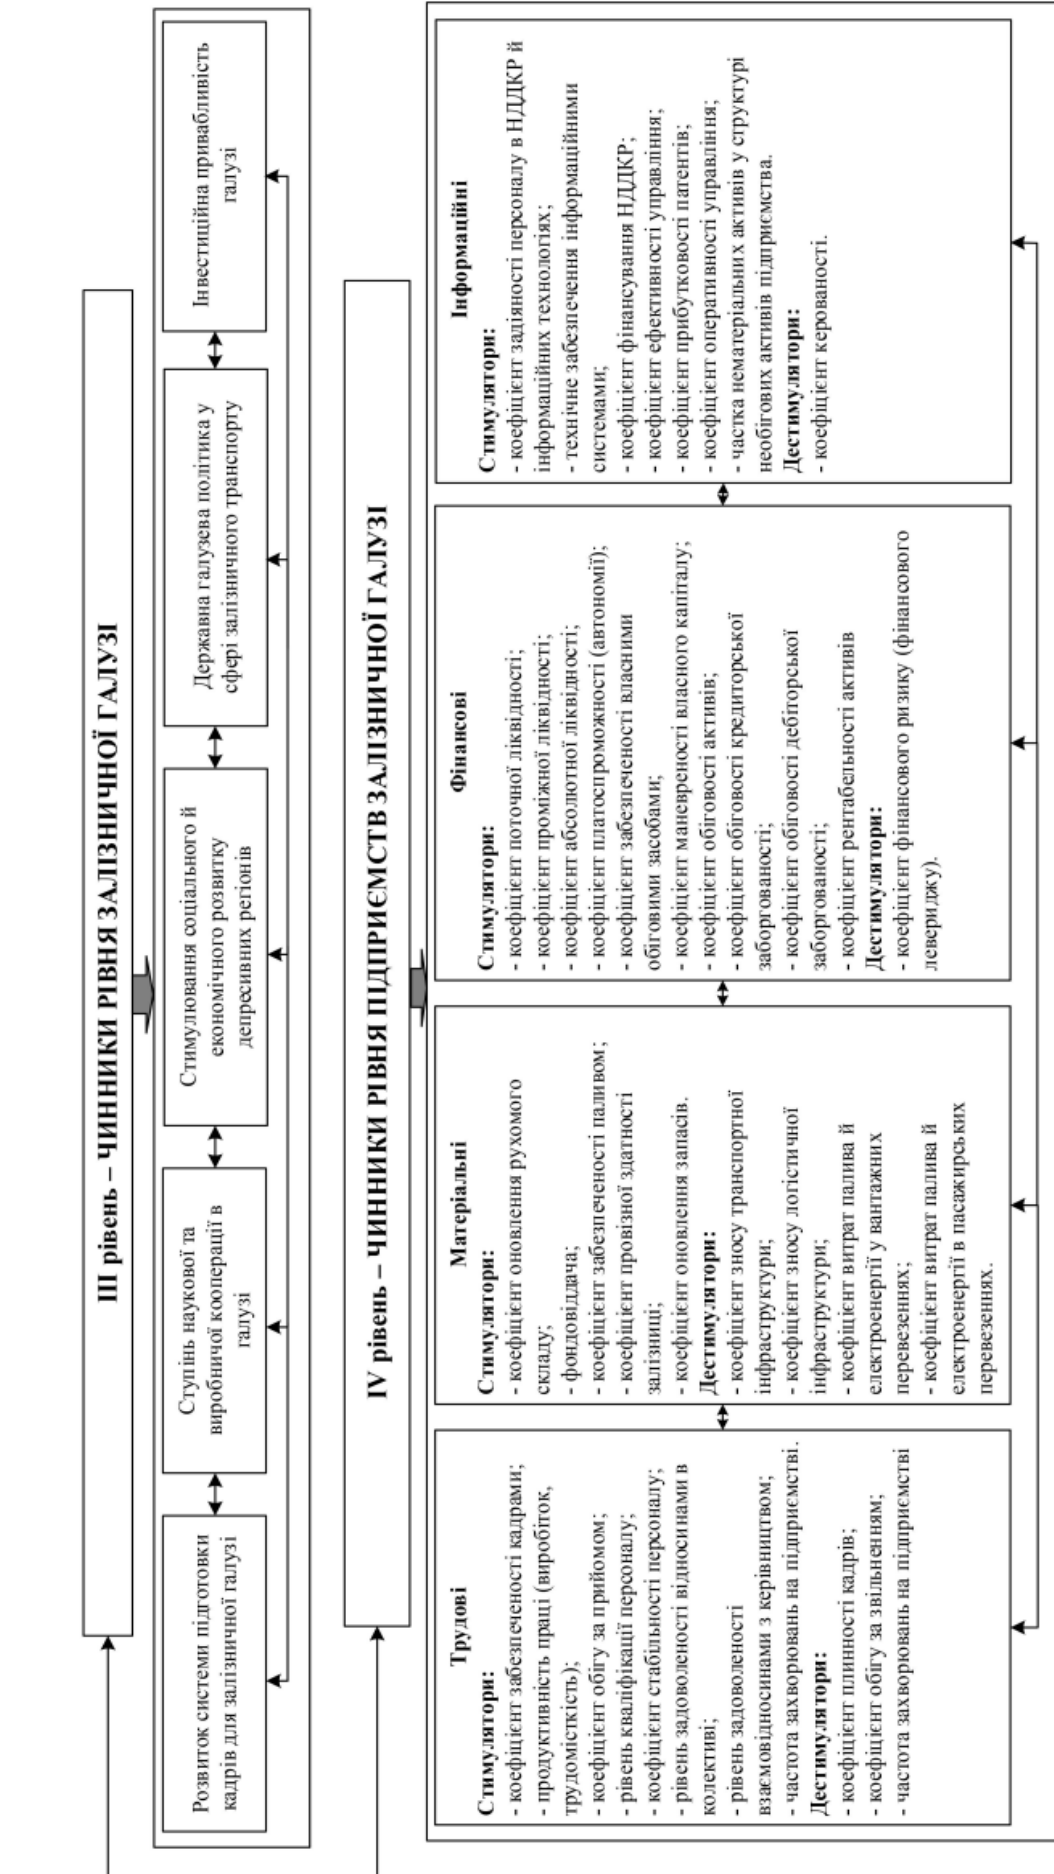 ІІІ рівень – ЧИННИКИ РІВНЯ ЗАЛІЗНИЧНОЇ ГАЛУЗІ
Розвиток системи підготовки
кадрів для залізничної галузі
Ступінь наукової та
виробничої кооперації в
галузі
Стимулювання соціального й
економічного розвитку
депресивних регіонів
Державна галузева політика у
сфері залізничного транспорту
Інвестиційна привабливість
галузі
IV рівень – ЧИННИКИ РІВНЯ ПІДПРИЄМСТВ ЗАЛІЗНИЧНОЇ ГАЛУЗІ
Трудові
Стимулятори:
- коефіцієнт забезпеченості кадрами;
- продуктивність праці (виробіток,
трудомісткість);
- коефіцієнт обігу за прийомом;
- рівень кваліфікації персоналу;
- коефіцієнт стабільності персоналу;
- рівень задоволеності відносинами в
колективі;
- рівень задоволеності
взаємовідносинами з керівництвом;
- частота захворювань на підприємстві.
Дестимулятори:
- коефіцієнт плинності кадрів;
- коефіцієнт обігу за звільненням;
- частота захворювань на підприємстві
Матеріальні
Стимулятори:
- коефіцієнт оновлення рухомого
складу;
- фондовіддача;
- коефіцієнт забезпеченості паливом;
- коефіцієнт провізної здатності
залізниці;
- коефіцієнт оновлення запасів.
Дестимулятори:
- коефіцієнт зносу транспортної
інфраструктури;
- коефіцієнт зносу логістичної
інфраструктури;
- коефіцієнт витрат палива й
електроенергії у вантажних
перевезеннях;
- коефіцієнт витрат палива й
електроенергії в пасажирських
перевезеннях.
Фінансові
Стимулятори:
- коефіцієнт поточної ліквідності;
- коефіцієнт проміжної ліквідності;
- коефіцієнт абсолютної ліквідності;
- коефіцієнт платоспроможності (автономії);
- коефіцієнт забезпеченості власними
обіговими засобами;
- коефіцієнт маневреності власного капіталу;
- коефіцієнт обіговості активів;
- коефіцієнт обіговості кредиторської
заборгованості;
- коефіцієнт обіговості дебіторської
заборгованості;
- коефіцієнт рентабельності активів
Дестимулятори:
- коефіцієнт фінансового ризику (фінансового
левериджу).
Інформаційні
Стимулятори:
- коефіцієнт задіяності персоналу в НДДКР й
інформаційних технологіях;
- технічне забезпечення інформаційними
системами;
- коефіцієнт фінансування НДДКР;
- коефіцієнт ефективності управління;
- коефіцієнт прибутковості патентів;
- коефіцієнт оперативності управління;
- частка нематеріальних активів у структурі
необігових активів підприємства.
Дестимулятори:
- коефіцієнт керованості.